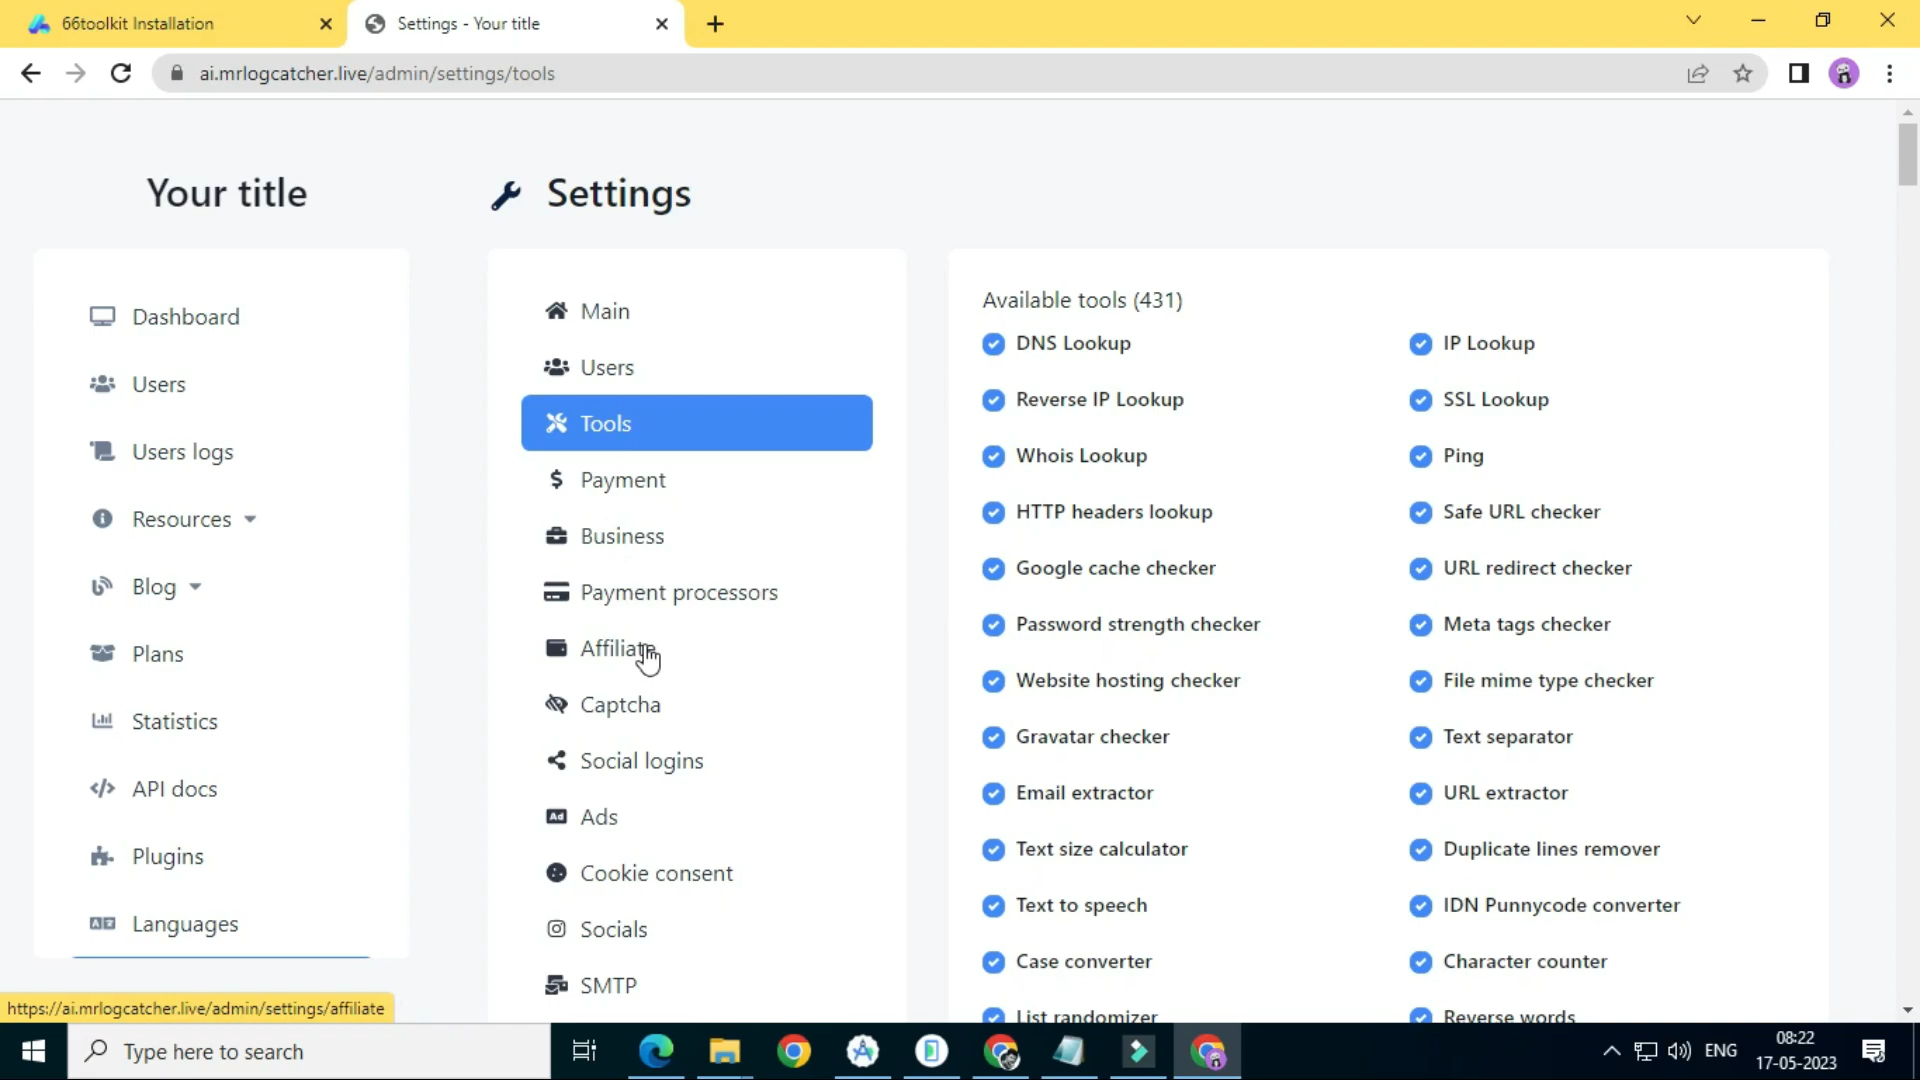 66toolkit Installation
Settings - Your title
ai.mrlogcatcher.live/admin/settings/tools
Your title
Dashboard
Users
Users logs
Resources
Blog
Plans
Statistics
API docs
Plugins
Languages
Settings
Main
Users
Tools
Payment
Business
Payment processors
Affiliate
Captcha
Social logins
Ads
Cookie consent
Socials
SMTP
Available tools (431)
DNS Lookup
IP Lookup
Reverse IP Lookup
SSL Lookup
Whois Lookup
Ping
HTTP headers lookup
Safe URL checker
Google cache checker
URL redirect checker
Password strength checker
Meta tags checker
Website hosting checker
File mime type checker
Gravatar checker
Text separator
Email extractor
URL extractor
Text size calculator
Duplicate lines remover
Text to speech
IDN Punnycode converter
Case converter
Character counter
List randomizer
Reverse words
https://ai.mrlogcatcher.live/admin/settings/affiliate
Type here to search
ENG
08:22
17-05-2023